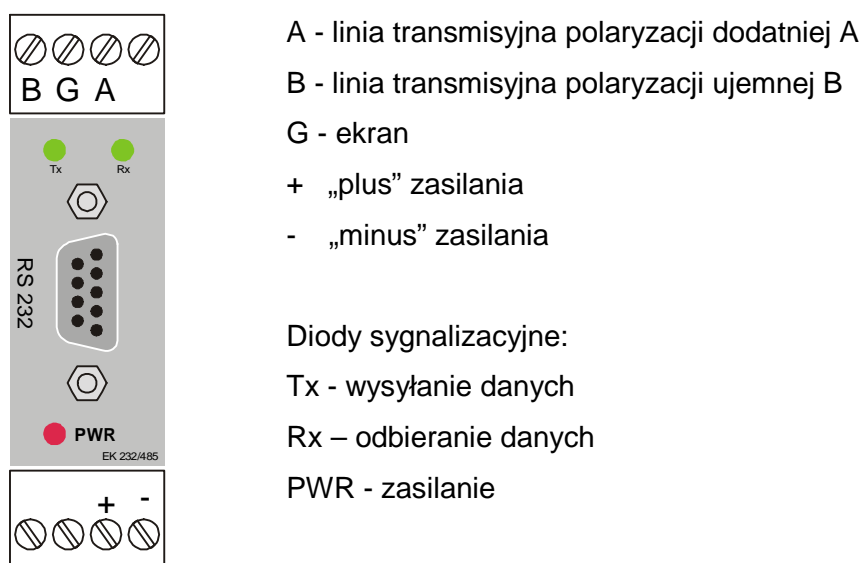 B G A
Tx Rx
RS 232
PWR
EK 232/485
+ -
A - linia transmisyjna polaryzacji dodatniej A
B - linia transmisyjna polaryzacji ujemnej B
G - ekran
+ „plus” zasilania
- „minus” zasilania
Diody sygnalizacyjne:
Tx - wysyłanie danych
Rx – odbieranie danych
PWR - zasilanie